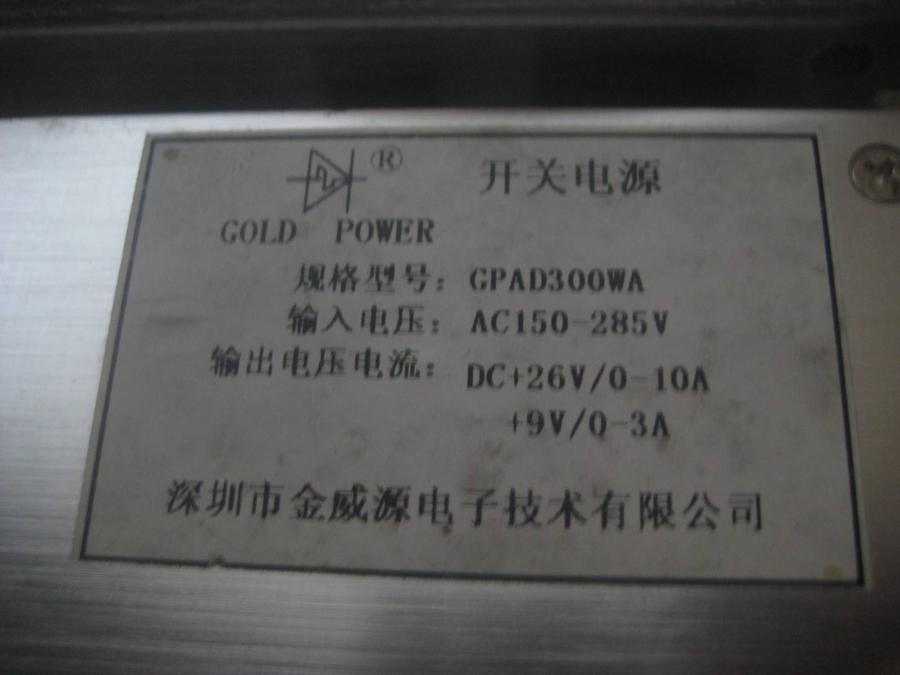 ® 开关电源
GOLD POWER
规格型号: GPAD300WA
输入电压: AC150-285V
输出电压电流: DC+26V/0-10A
+9V/0-3A
深圳市金威源电子技术有限公司